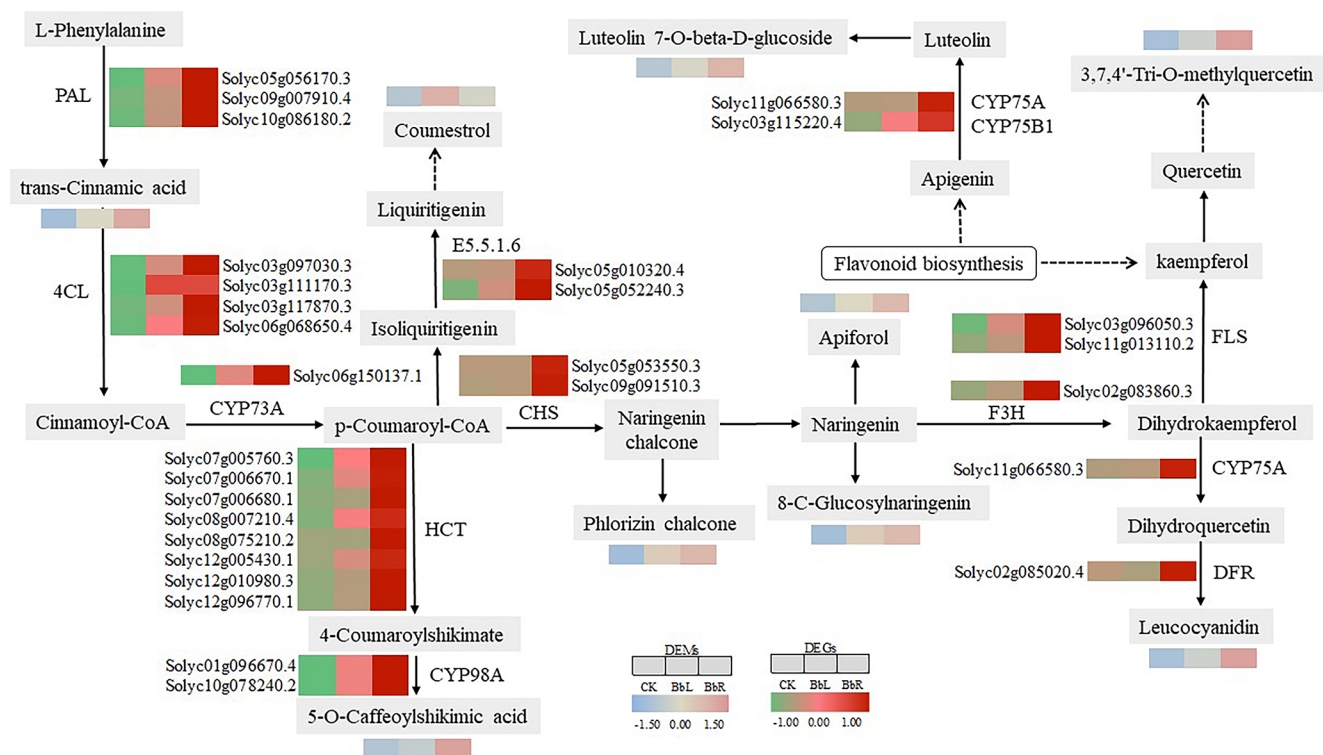 L-Phenylalanine
PAL
Solyc05g056170.3
Solyc09g007910.4
Solyc10g086180.2
trans-Cinnamic acid
4CL
Solyc03g097030.3
Solyc03g111170.3
Solyc03g117870.3
Solyc06g068650.4
Solyc06g150137.1
Cinnamoyl-CoA
CYP73A
p-Coumaroyl-CoA
Coumestrol
Liquiritigenin
E5.5.1.6
Solyc05g010320.4
Solyc05g052240.3
Isoliquiritigenin
Solyc05g053550.3
Solyc09g091510.3
CHS
Naringenin
chalcone
Phlorizin chalcone
Solyc07g005760.3
Solyc07g006670.1
Solyc07g006680.1
Solyc08g007210.4
Solyc08g075210.2
Solyc12g005430.1
Solyc12g010980.3
Solyc12g096770.1
HCT
4-Coumaroylshikimate
Solyc01g096670.4
Solyc10g078240.2
CYP98A
5-O-Caffeoylshikimic acid
Luteolin 7-O-beta-D-glucoside
Luteolin
Solyc11g066580.3
Solyc03g115220.4
CYP75A
CYP75B1
Apigenin
Flavonoid biosynthesis
3,7,4'-Tri-O-methylquercetin
Quercetin
kaempferol
Apiforol
Naringenin
8-C-Glucosylnaringenin
Solyc03g096050.3
Solyc11g013110.2
FLS
Solyc02g083860.3
F3H
Dihydrokaempferol
Solyc11g066580.3
CYP75A
Dihydroquercetin
Solyc02g085020.4
DFR
Leucocyanidin
DEMs
CK BbL BbR
-1.50 0.00 1.50
DEGs
CK BbL BbR
-1.00 0.00 1.00